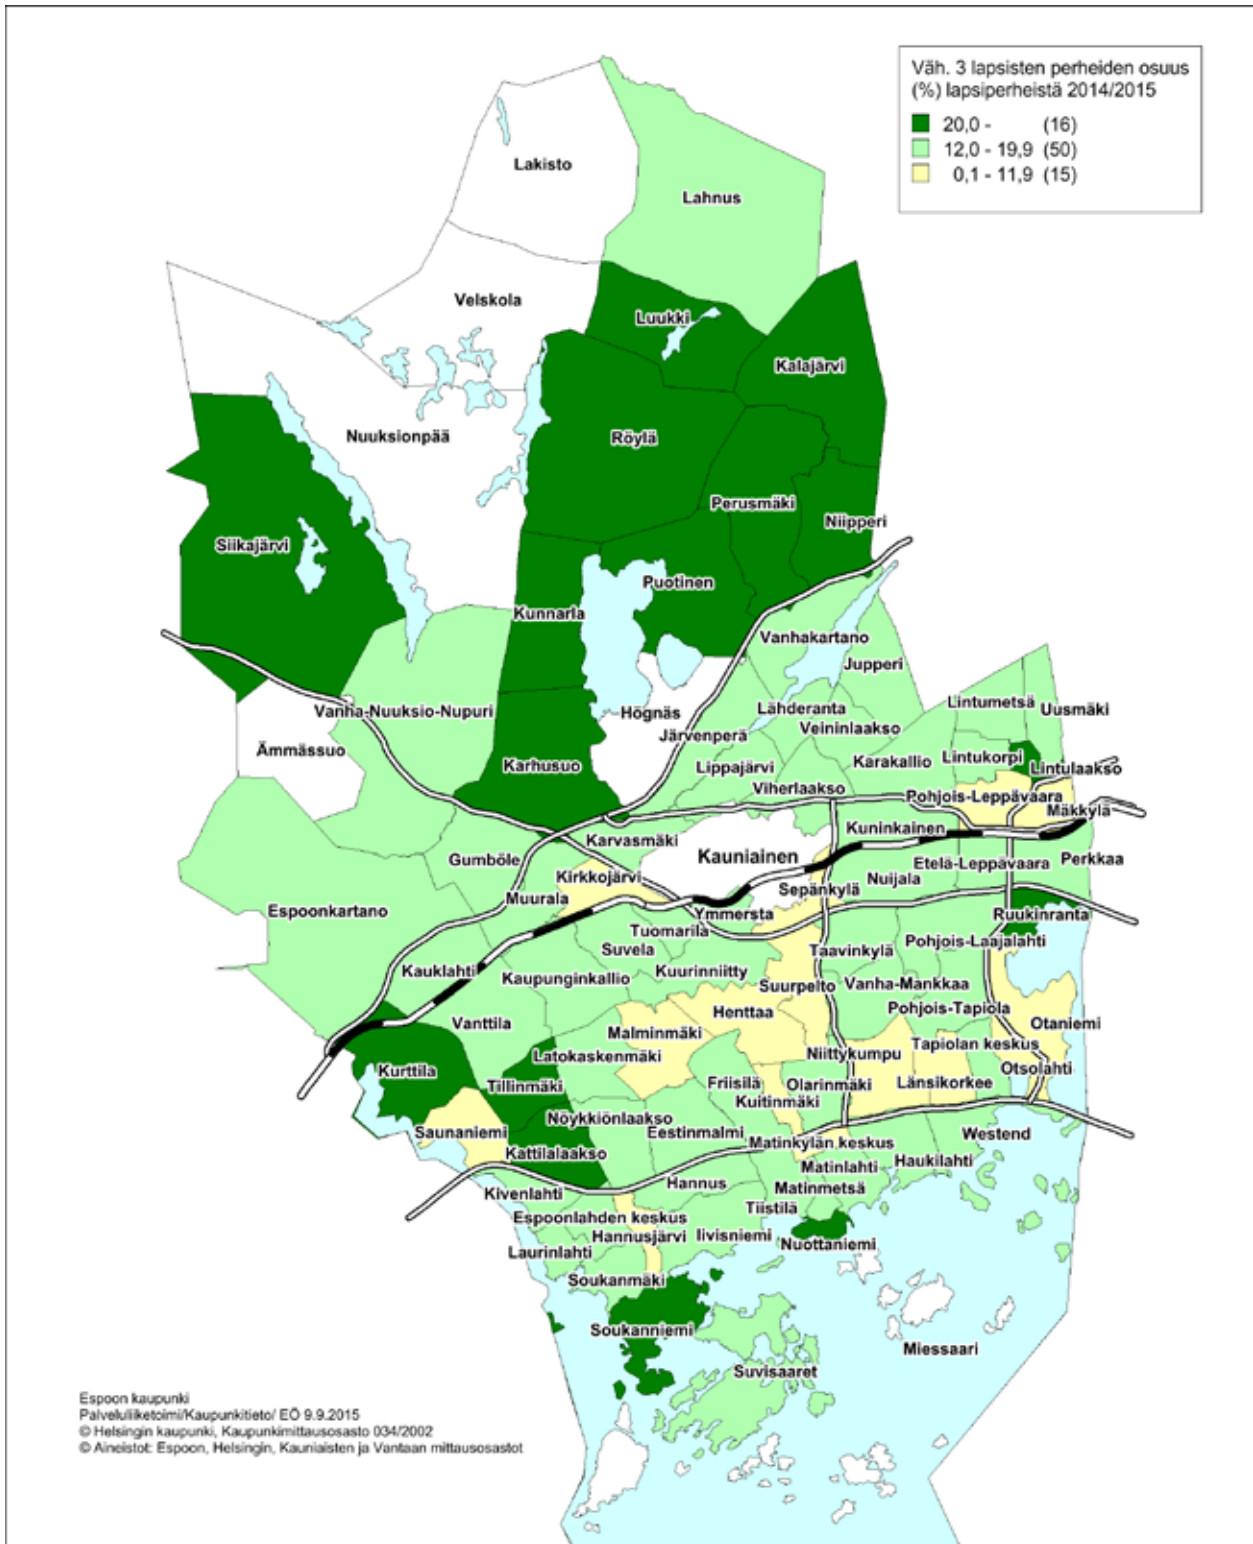 Väh. 3 lapsisten perheiden osuus
(%) lapsiperheistä 2014/2015
20,0 - (16)
12,0 - 19,9 (50)
0,1 - 11,9 (15)
Lakisto
Lahnus
Velskola
Luukki
Kalajärvi
Nuuksionpää
Röylä
Perusmäki
Niipperi
Siikajärvi
Puotinen
Kunnarla
Vanhakartano
Jupperi
Vanha-Nuuksio-Nupuri
Högnäs
Lähderanta
Lintumetsä
Uusmäki
Järvenperä
Veininlaakso
Ämmässuo
Karhusuo
Lippajärvi
Karakallio
Lintukorpi
Lintulaakso
Viherlaakso
Pohjois-Leppävaara
Mäkkylä
Karvasmäki
Kuninkainen
Gumböle
Kauniainen
Etelä-Leppävaara
Perkkaa
Kirkkojärvi
Sepänkylä
Nuijala
Muurala
Espoonkartano
Ymmersta
Ruukinranta
Tuomarila
Suvela
Taavinkylä
Pohjois-Laajalahti
Kauklahti
Kaupunginkallio
Kuurinniitty
Suurpelto
Vanha-Mankkaa
Pohjois-Tapiola
Vanttila
Malminmäki
Henttaa
Otaniemi
Latokaskenmäki
Niittykumpu
Tapiolan keskus
Kurttila
Tillinmäki
Friisilä
Olarinmäki
Länsikorkee
Otsolahti
Kuitinmäki
Nöykkiönlaakso
Saunaniemi
Eestinmalmi
Matinkylän keskus
Westend
Kattilalaakso
Matinlahti
Haukilahti
Kivenlahti
Hannus
Matinmetsä
Tiistilä
Espoonlahden keskus
Hannusjärvi
Iivisniemi
Nuottaniemi
Laurinlahti
Soukanmäki
Soukanniemi
Miessaari
Suvisaaret
Espoon kaupunki
Palveluliiketoimi/Kaupunkitieto/ EÖ 9.9.2015
© Helsingin kaupunki, Kaupunkimittausosasto 034/2002
© Aineistot: Espoon, Helsingin, Kauniaisten ja Vantaan mittausosastot